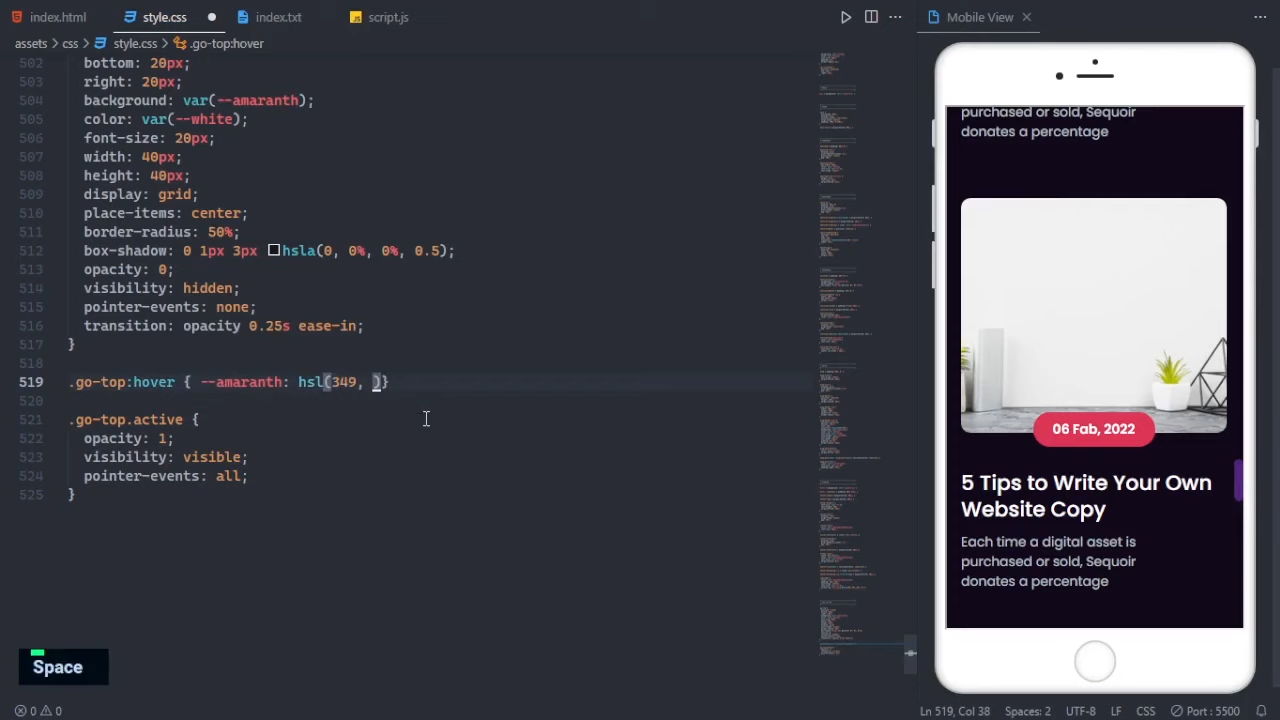 index.html
style.css
index.txt
script.js
Mobile View
assets > css > style.css > .go-top:hover
502 bottom: 20px;
503 right: 20px;
504 background: var(--amaranth);
505 color: var(--white);
506 font-size: 20px;
507 width: 40px;
508 height: 40px;
509 display: grid;
510 place-items: center;
511 border-radius: 50%;
512 box-show: 0 1px 3px hsla(0, 0%, 0%, 0.5);
513 opacity: 0;
514 visibility: hidden;
515 poinner-events: none;
516 transition: opacity 0.25s ease-in;
517 }
518
519 .go-top:hover { --amaranth: hsl(349, )}
520
521 .go-top.active {
522 opacity: 1;
523 visibility: visible;
524 poinner-events: all;
525 }
purchased or sold, Sequoir
donates a percentage
06 Fab, 2022
5 Tips to Write Your Own
Website Copy
Each time a digital asset is
purchased or sold, Sequoir
donates a percentage
Space
0 0
Ln 519, Col 38 Spaces: 2 UTF-8 LF CSS Port : 5500